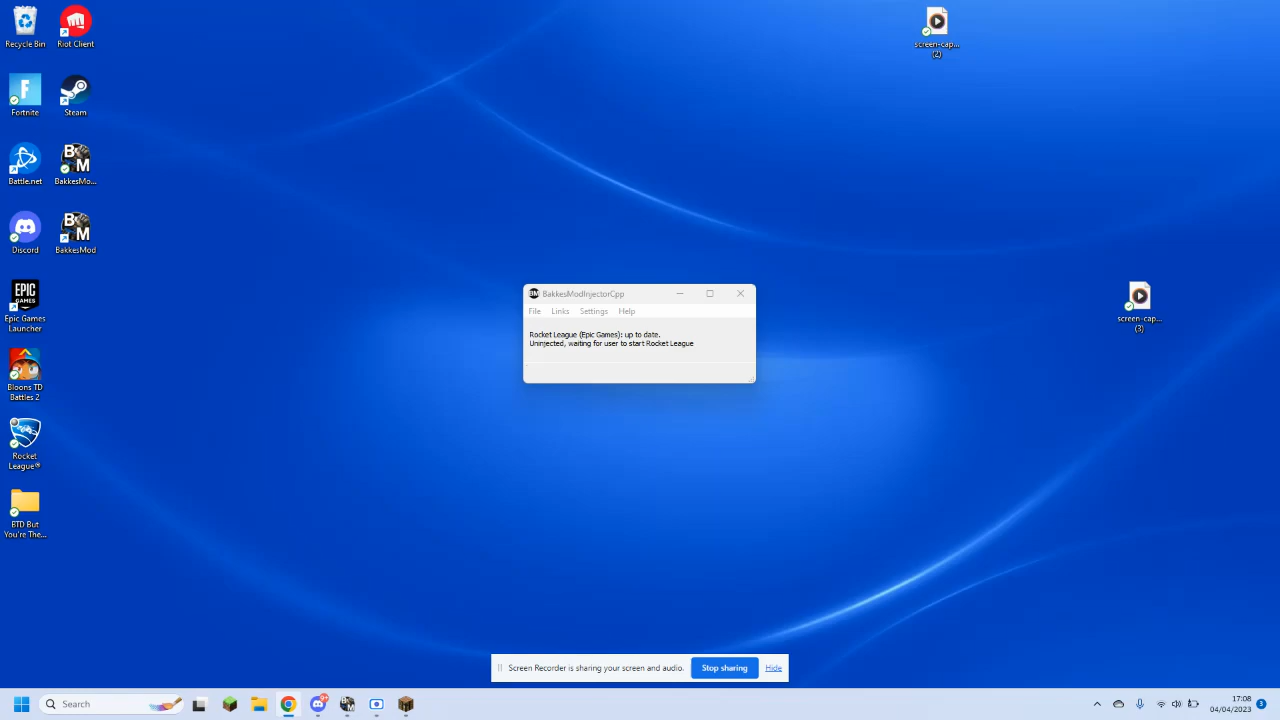 Recycle Bin
Riot Client
Fortnite
Steam
Battle.net
BakkesMo...
Discord
BakkesMod
EPIC
GAMES
Epic Games
Launcher
Bloons TD
Battles 2
Rocket
League®
BTD But
You're The...
screen-cap...
(2)
screen-cap...
(3)
BakkesModInjectorCpp
File Links Settings Help
Rocket League (Epic Games): up to date.
Uninjected, waiting for user to start Rocket League
Screen Recorder is sharing your screen and audio. Stop sharing Hide
Search
17:08
04/04/2023
3